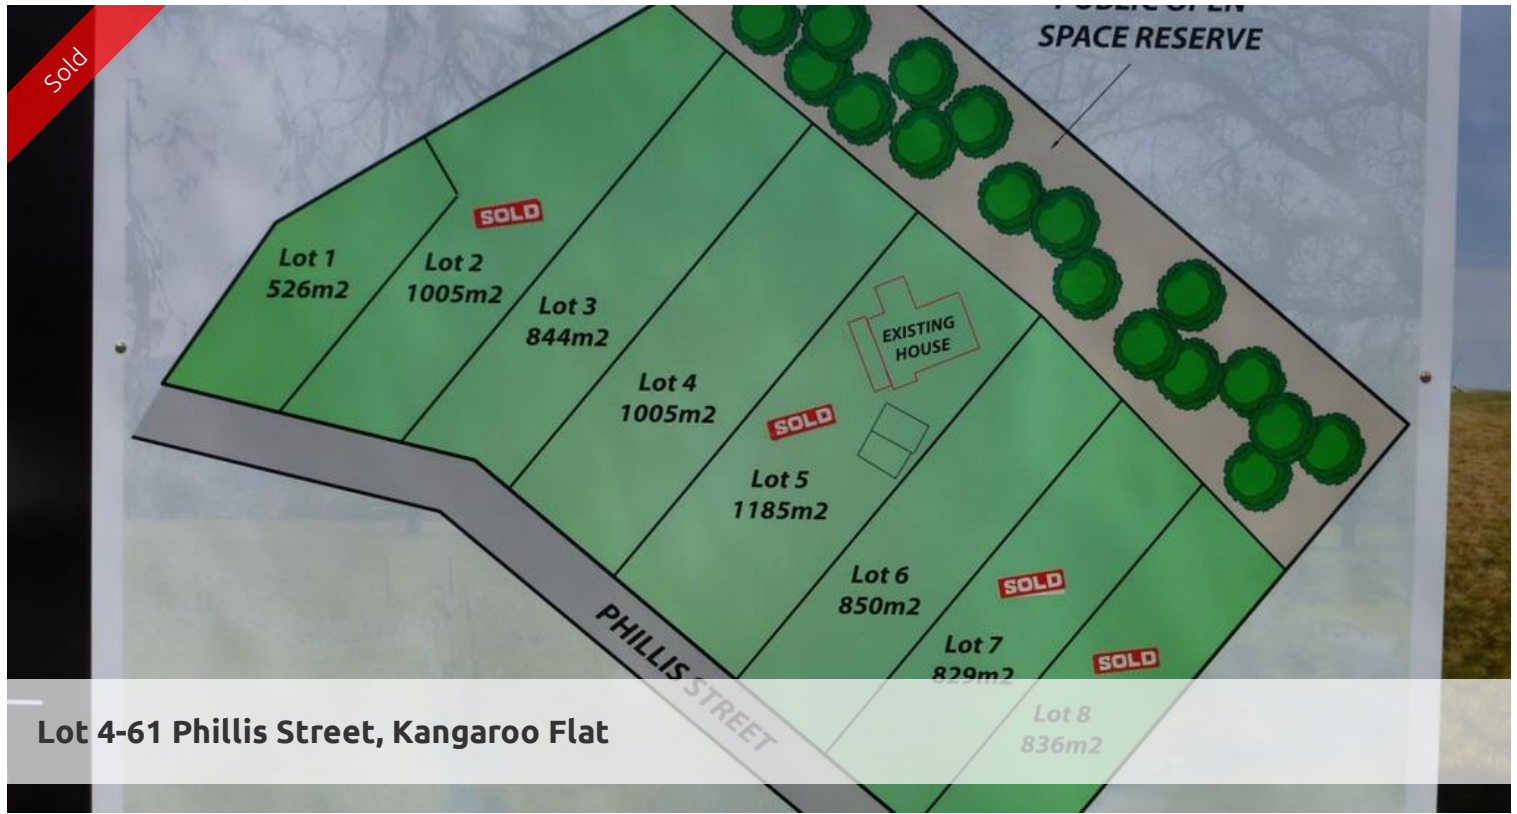 PUBLIC OPEN
SPACE RESERVE
Sold
SOLD
Lot 1
526m2
Lot 2
1005m2
Lot 3
844m2
EXISTING
HOUSE
Lot 4
1005m2
SOLD
Lot 5
1185m2
Lot 6
850m2
SOLD
Lot 7
829m2
SOLD
Lot 8
836m2
PHILLIS STREET
Lot 4-61 Phillis Street, Kangaroo Flat